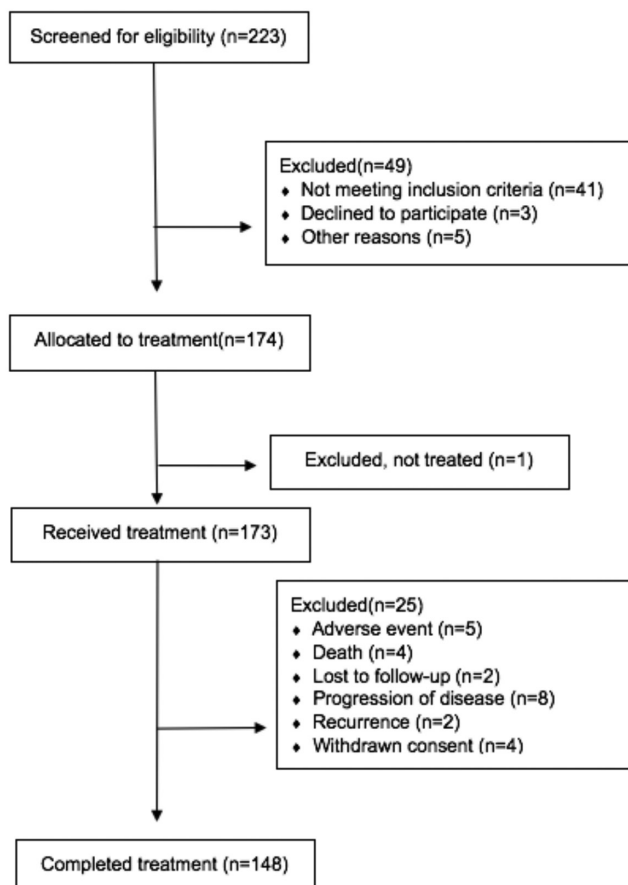 Screened for eligibility (n=223)
Excluded(n=49)
♦ Not meeting inclusion criteria (n=41)
♦ Declined to participate (n=3)
♦ Other reasons (n=5)
Allocated to treatment(n=174)
Excluded, not treated (n=1)
Received treatment (n=173)
Excluded(n=25)
♦ Adverse event (n=5)
♦ Death (n=4)
♦ Lost to follow-up (n=2)
♦ Progression of disease (n=8)
♦ Recurrence (n=2)
♦ Withdrawn consent (n=4)
Completed treatment (n=148)